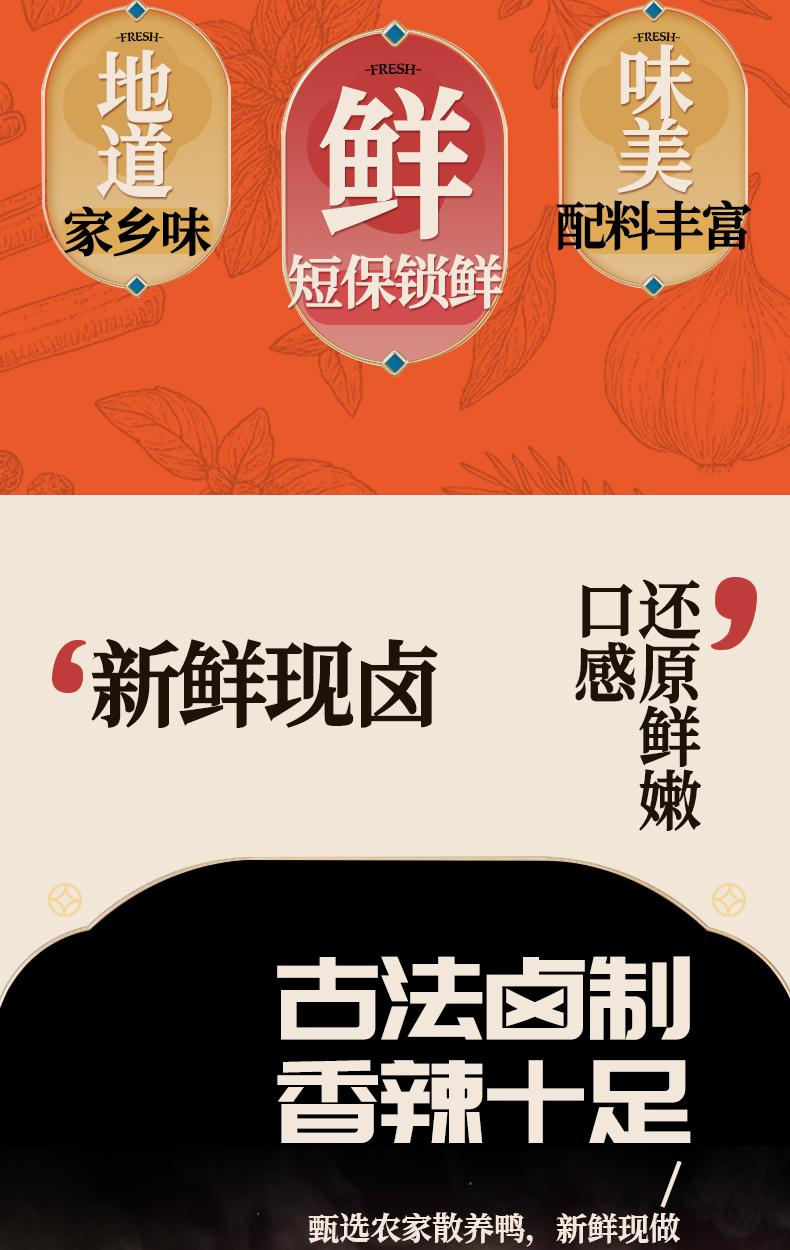 -FRESH-
地道
家乡味
-FRESH-
鲜
短保锁鲜
-FRESH-
味美
配料丰富
‘新鲜现卤
还原鲜嫩
口感’
古法卤制
香辣十足
/
甄选农家散养鸭，新鲜现做